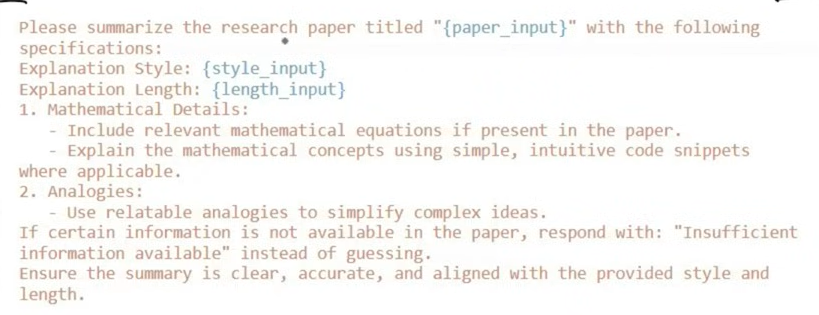 Please summarize the research paper titled "{paper_input}" with the following
specifications:
Explanation Style: {style_input}
Explanation Length: {length_input}
1. Mathematical Details:
- Include relevant mathematical equations if present in the paper.
- Explain the mathematical concepts using simple, intuitive code snippets
where applicable.
2. Analogies:
- Use relatable analogies to simplify complex ideas.
If certain information is not available in the paper, respond with: "Insufficient
information available" instead of guessing.
Ensure the summary is clear, accurate, and aligned with the provided style and
length.